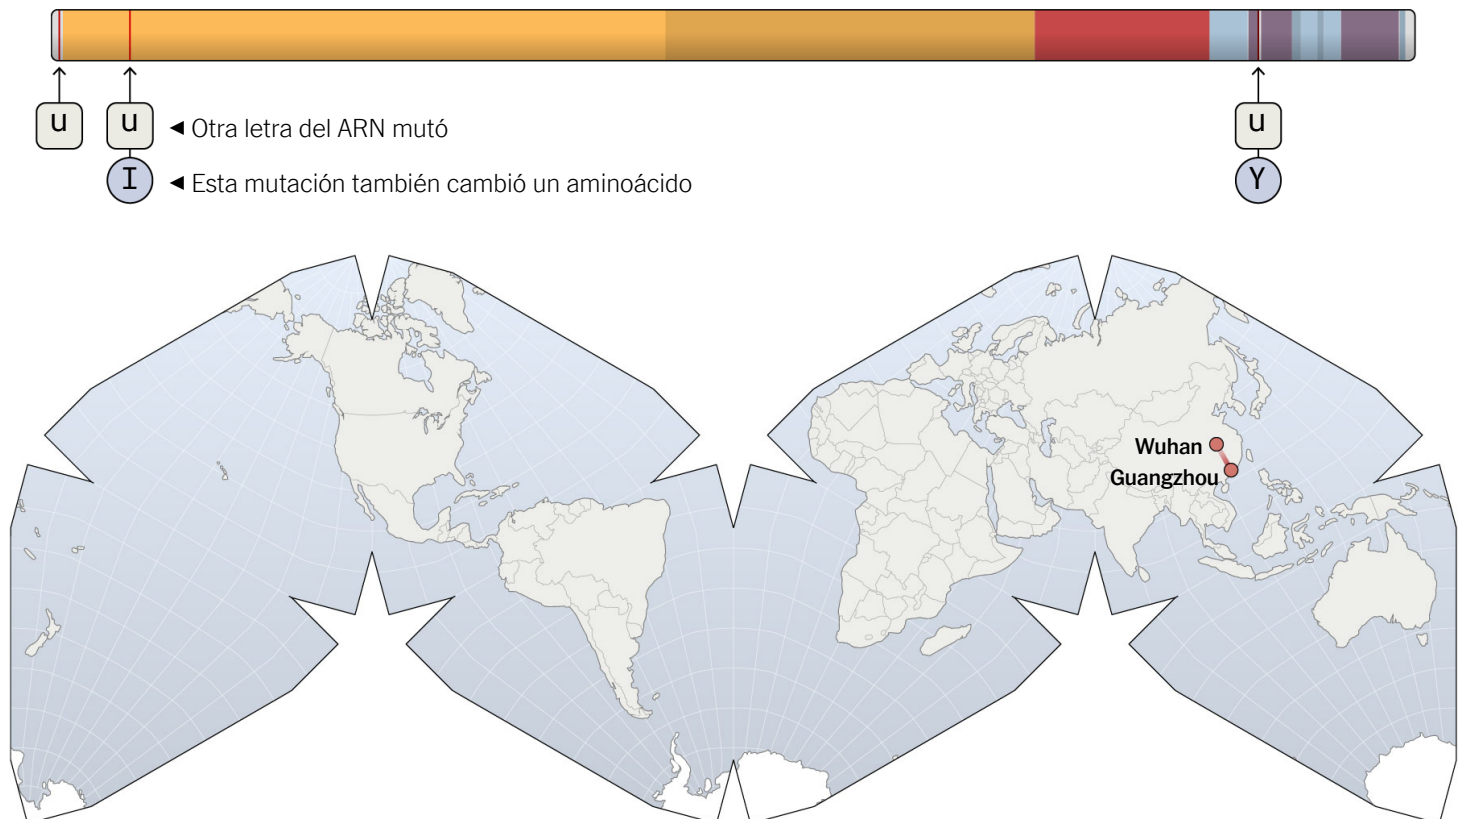 u
u
◄ Otra letra del ARN mutó
u
I
◄ Esta mutación también cambió un aminoácido
Y
Wuhan
Guangzhou